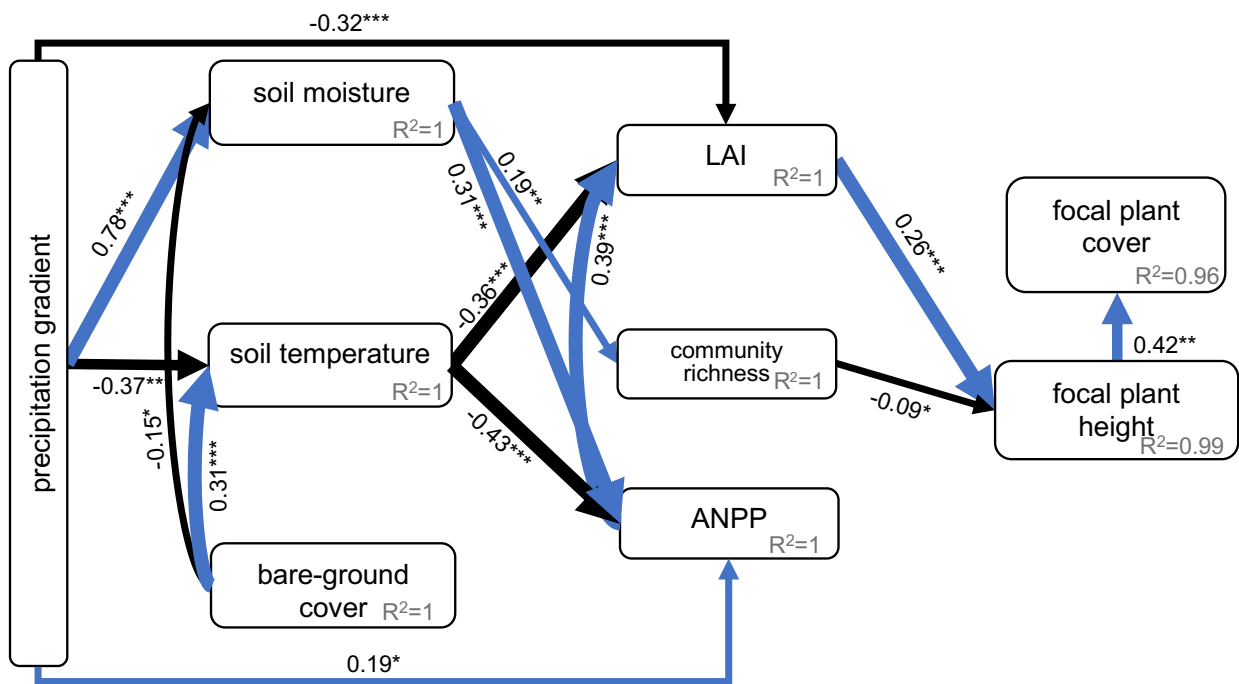 -0.32***
precipitation gradient
soil moisture
R²=1
0.78***
-0.37**
-0.15*
0.31***
soil temperature
R²=1
bare-ground
cover
R²=1
0.19*
0.19**
0.31***
-0.36***
0.39***
-0.43***
LAI
R²=1
community
richness
R²=1
ANPP
R²=1
0.26***
-0.09*
focal plant
cover
R²=0.96
0.42**
focal plant
height
R²=0.99